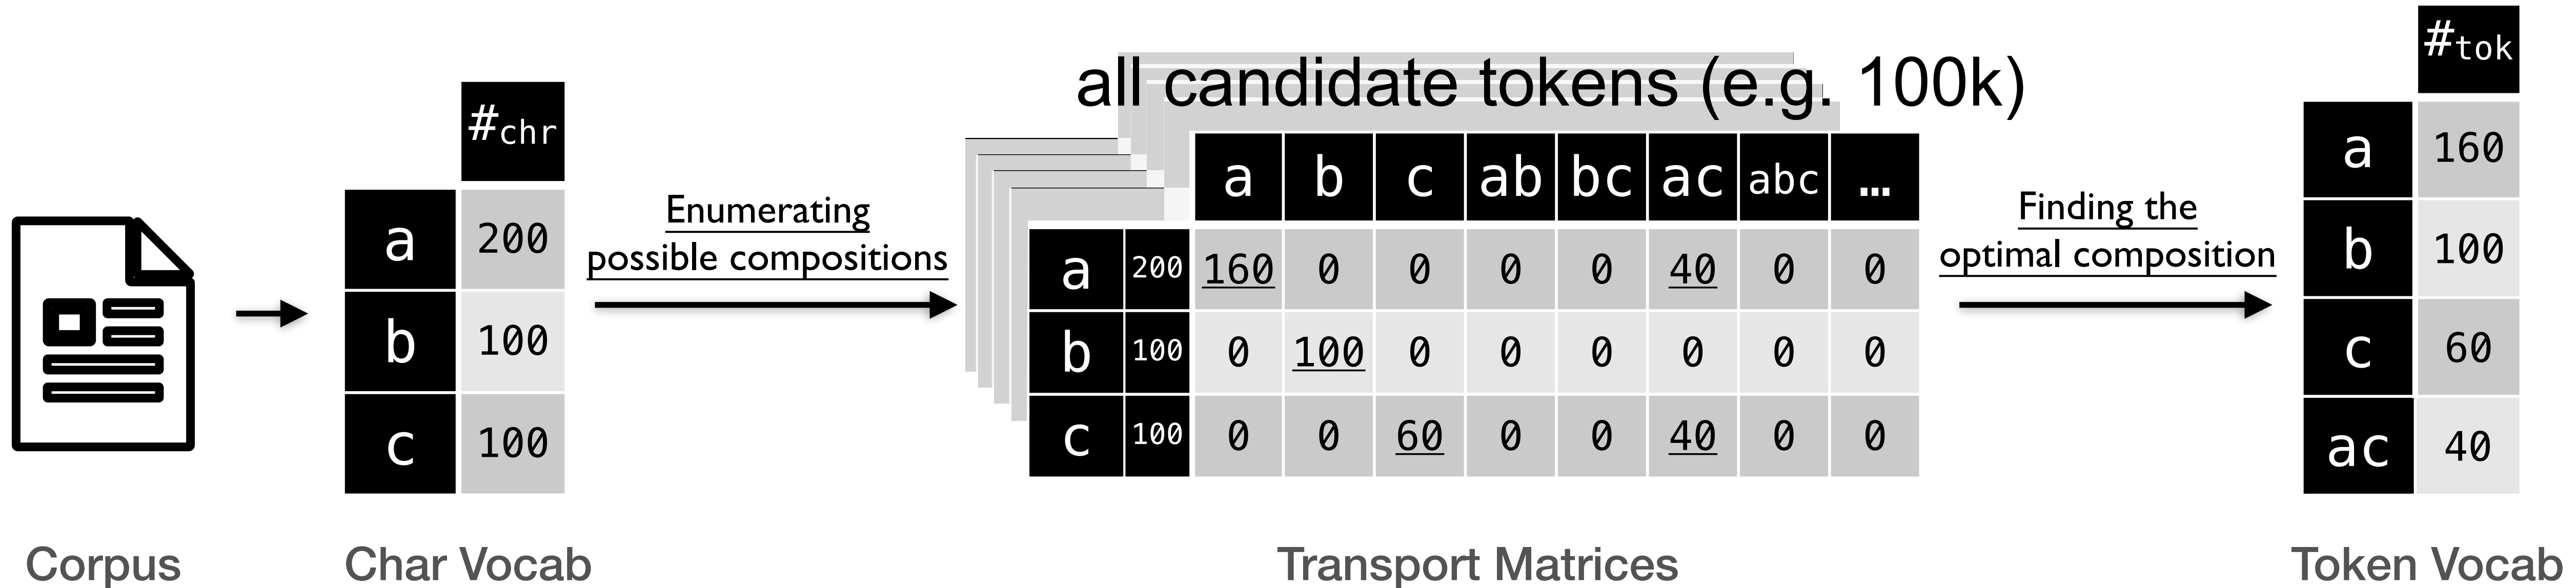 #chr
a 200
b 100
c 100
Enumerating
possible compositions
all candidate tokens (e.g. 100k)
a b c ab bc ac abc ...
a 200 160 0 0 0 0 40 0 0
b 100 0 100 0 0 0 0 0 0
c 100 0 0 60 0 0 40 0 0
Finding the
optimal composition
#tok
a 160
b 100
c 60
ac 40
Corpus
Char Vocab
Transport Matrices
Token Vocab